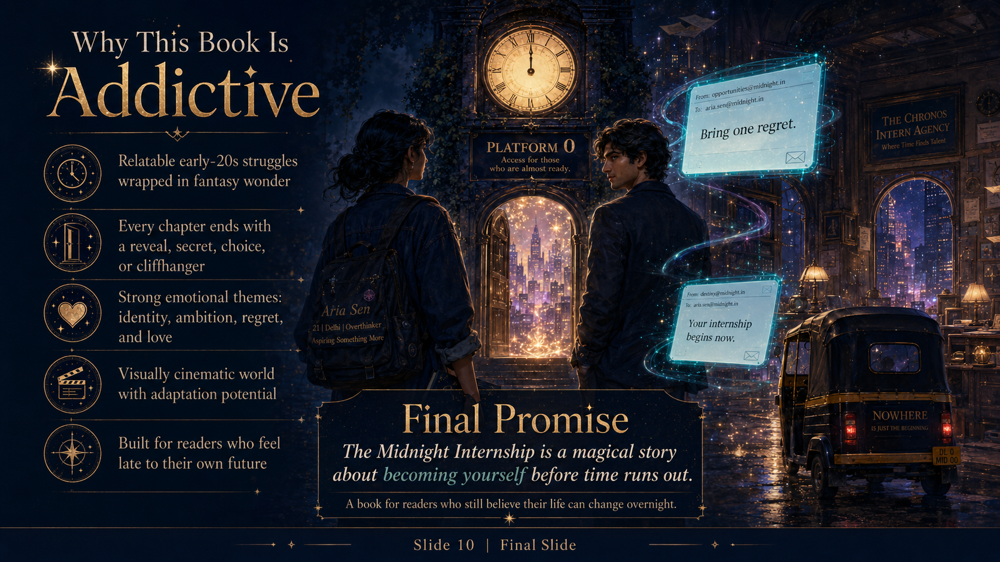 Why This Book Is
Addictive
Relatable early-20s struggles
wrapped in fantasy wonder
Every chapter ends with
a reveal, secret, choice,
or cliffhanger
Strong emotional themes:
identity, ambition, regret,
and love
Visually cinematic world
with adaptation potential
Built for readers who feel
late to their own future
XII
PLATFORM 0
Access for those
who are almost ready.
Aria Sen
21 | Delhi | Overthinker
Aspiring Something More
From: opportunities@midnight.in
To: aria.sen@midnight.in
Bring one regret.
THE CHRONOS
INTERN AGENCY
Where Time Finds Talent
From: destiny@midnight.in
To: aria.sen@midnight.in
Your internship
begins now.
NOWHERE
IS JUST THE BEGINNING
DL 0
MID 00
Final Promise
The Midnight Internship is a magical story
about becoming yourself before time runs out.
A book for readers who still believe their life can change overnight.
Slide 10 | Final Slide